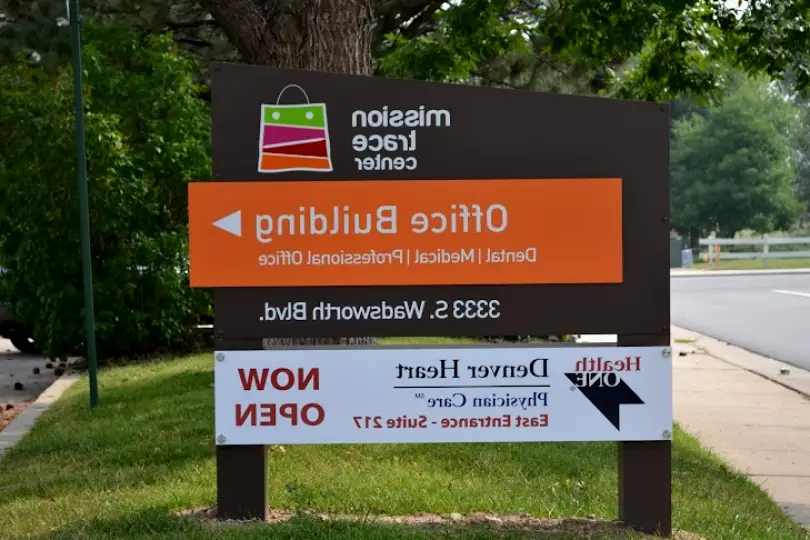 mission
trace
center
Office Building
Dental | Medical | Professional Office
3333 S. Wadsworth Blvd.
Health
ONE®
Denver Heart
Physician Care℠
East Entrance - Suite 217
NOW
OPEN